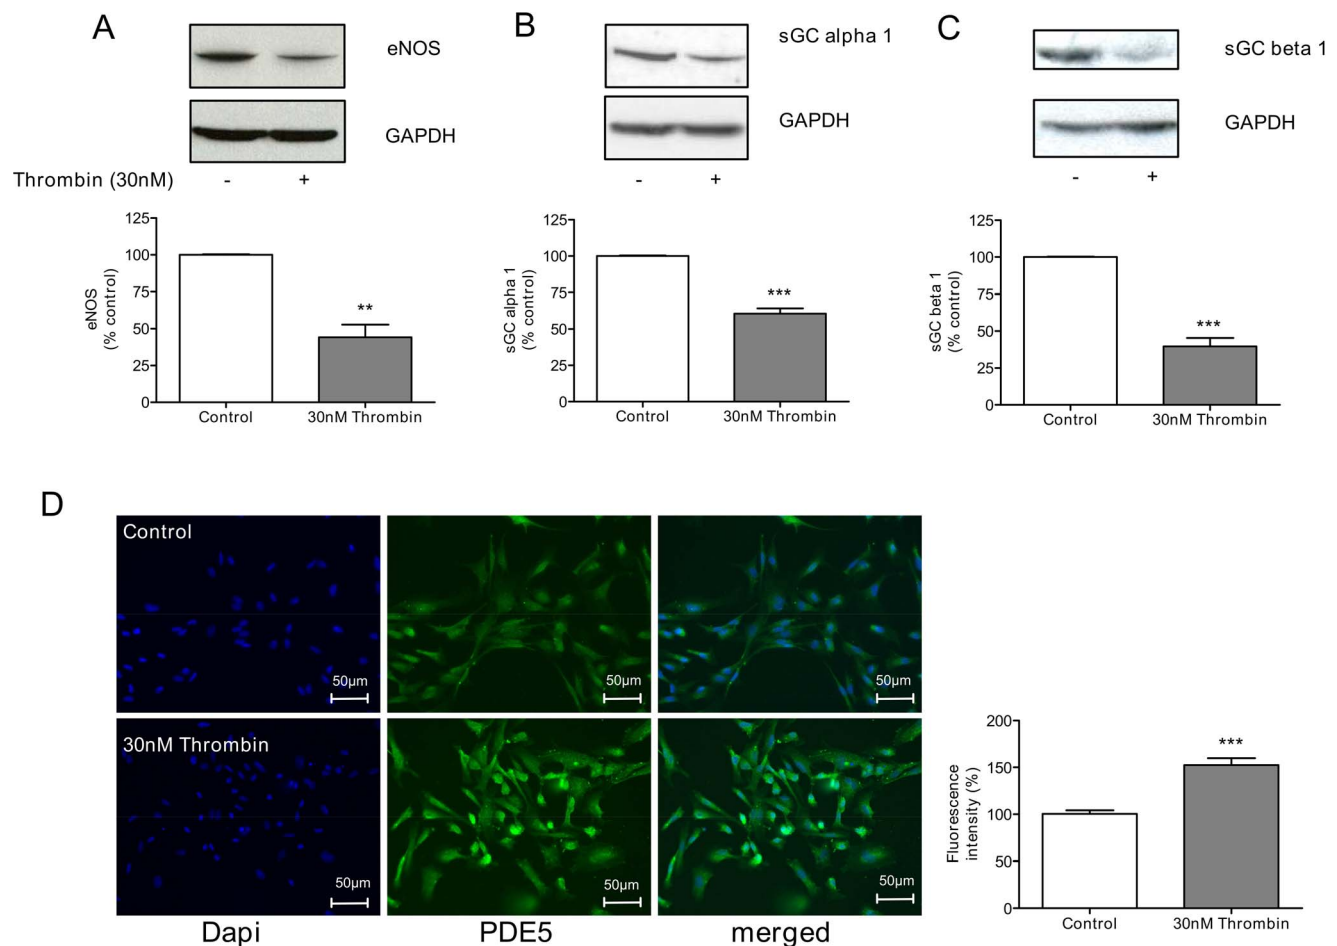 A
eNOS
GAPDH
Thrombin (30nM)
- +
125
100
75
50
25
0
eNOS
(% control)
**
Control 30nM Thrombin
B
sGC alpha 1
GAPDH
- +
125
100
75
50
25
0
sGC alpha 1
(% control)
***
Control 30nM Thrombin
C
sGC beta 1
GAPDH
- +
125
100
75
50
25
0
sGC beta 1
(% control)
***
Control 30nM Thrombin
D
Control
50µm
50µm
50µm
30nM Thrombin
50µm
50µm
50µm
Dapi PDE5 merged
200
150
100
50
0
Fluorescence
intensity (%)
***
Control 30nM Thrombin